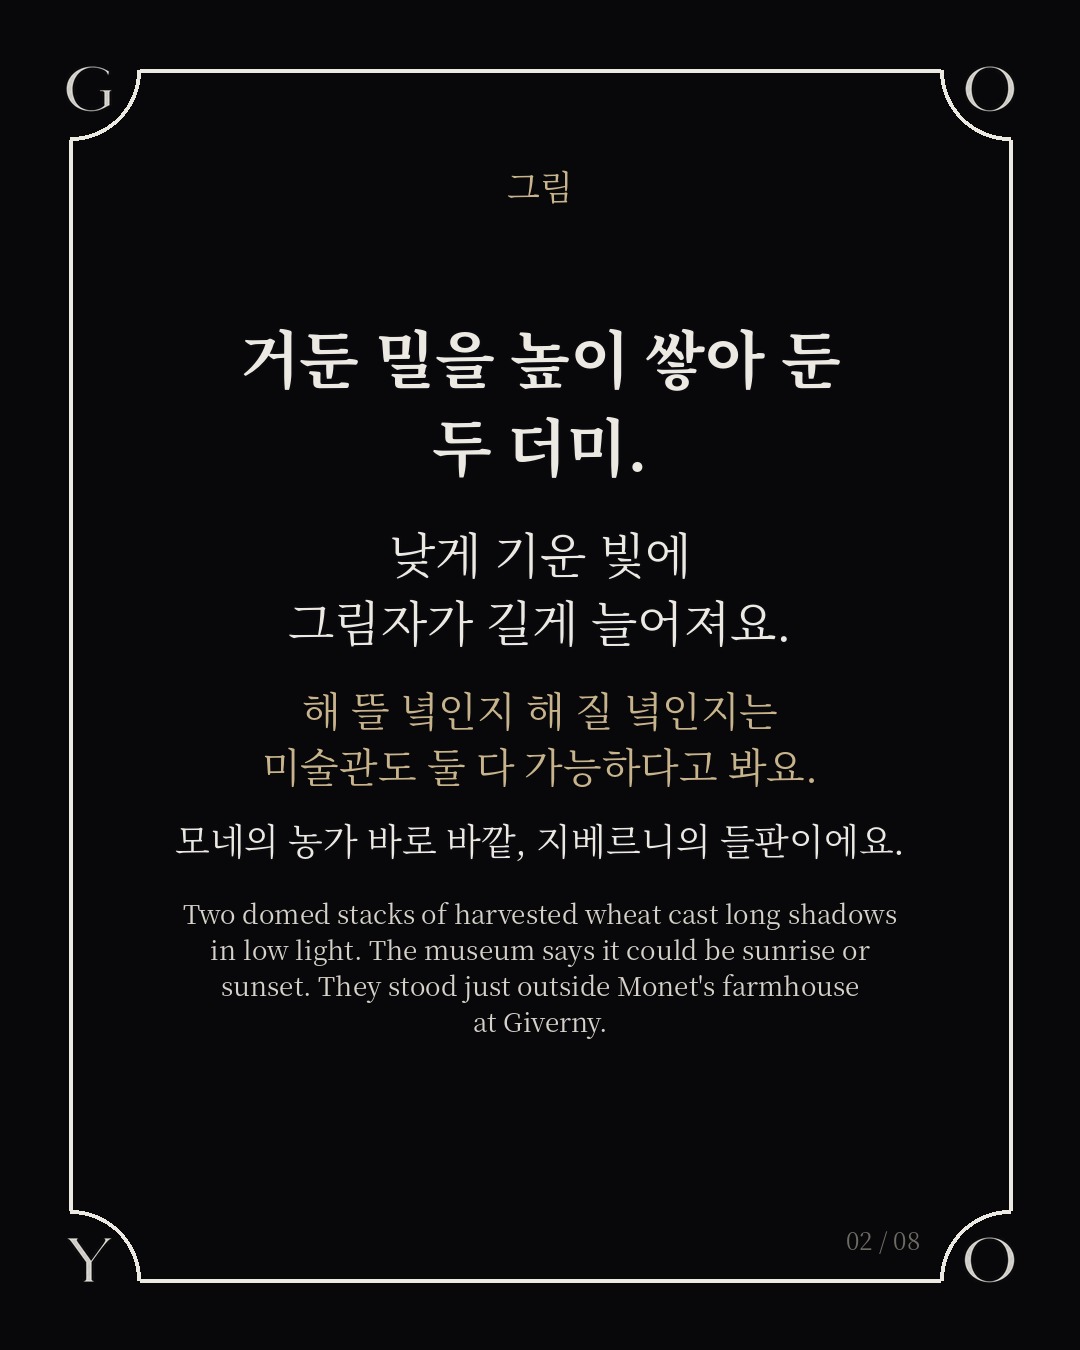 G O
그림
거둔 밀을 높이 쌓아 둔
두 더미.
낮게 기운 빛에
그림자가 길게 늘어져요.
해 뜰 녘인지 해 질 녘인지는
미술관도 둘 다 가능하다고 봐요.
모네의 농가 바로 바깥, 지베르니의 들판이에요.
Two domed stacks of harvested wheat cast long shadows
in low light. The museum says it could be sunrise or
sunset. They stood just outside Monet's farmhouse
at Giverny.
02 / 08
Y O